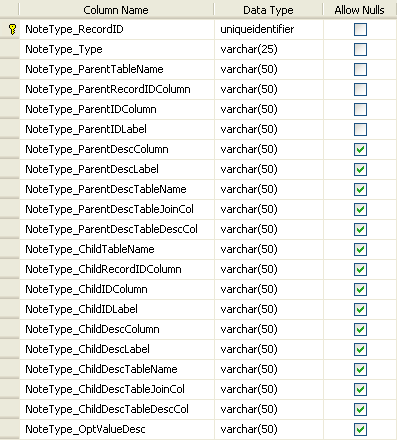 Column Name Data Type Allow Nulls
NoteType_RecordID uniqueidentifier
NoteType_Type varchar(25)
NoteType_ParentTableName varchar(50)
NoteType_ParentRecordIDColumn varchar(50)
NoteType_ParentIDColumn varchar(50)
NoteType_ParentIDLabel varchar(50)
NoteType_ParentDescColumn varchar(50)
NoteType_ParentDescLabel varchar(50)
NoteType_ParentDescTableName varchar(50)
NoteType_ParentDescTableJoinCol varchar(50)
NoteType_ParentDescTableDescCol varchar(50)
NoteType_ChildTableName varchar(50)
NoteType_ChildRecordIDColumn varchar(50)
NoteType_ChildIDColumn varchar(50)
NoteType_ChildIDLabel varchar(50)
NoteType_ChildDescColumn varchar(50)
NoteType_ChildDescLabel varchar(50)
NoteType_ChildDescTableName varchar(50)
NoteType_ChildDescTableJoinCol varchar(50)
NoteType_ChildDescTableDescCol varchar(50)
NoteType_OptValueDesc varchar(50)